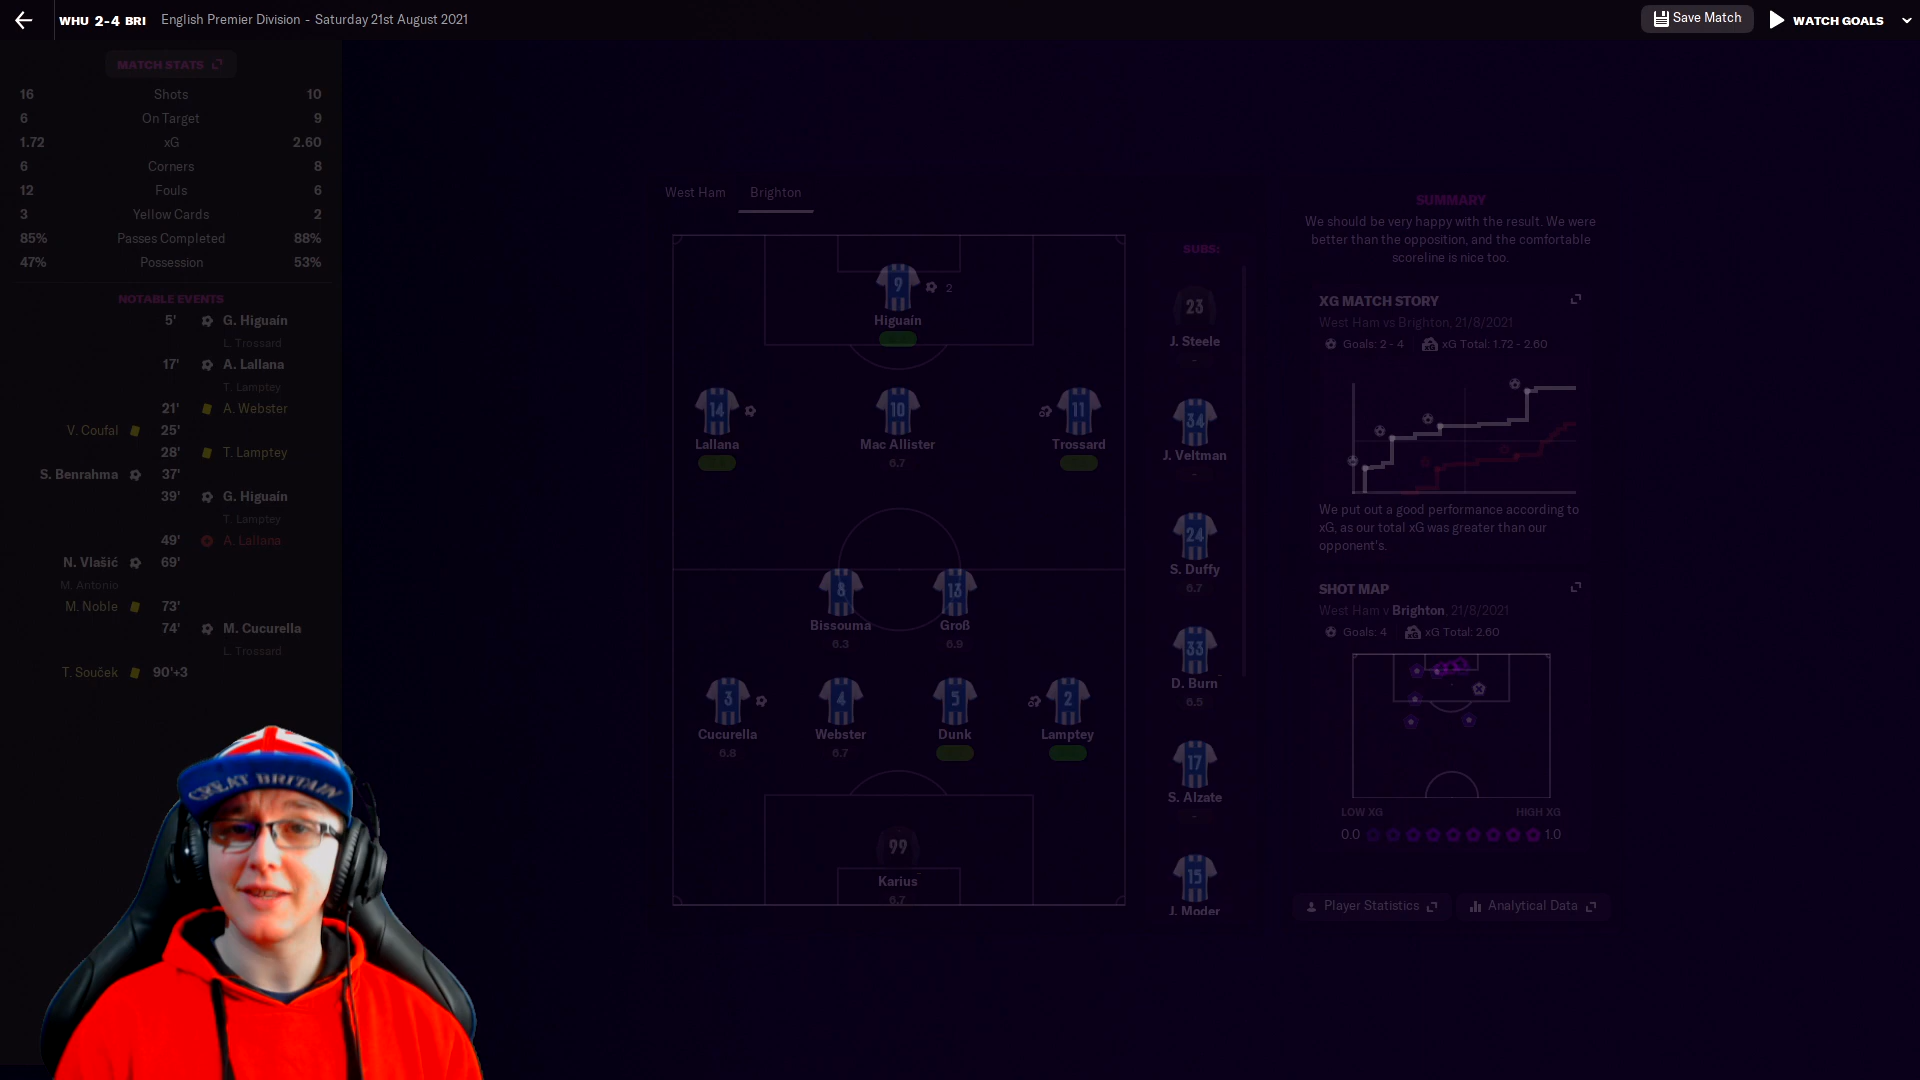 WHU 2-4 BRI English Premier Division - Saturday 21st August 2021
Save Match
WATCH GOALS
MATCH STATS
16 Shots 10
6 On Target 9
1.72 xG 2.60
6 Corners 8
12 Fouls 6
3 Yellow Cards 2
85% Passes Completed 88%
47% Possession 53%
NOTABLE EVENTS
5' G. Higuaín
L. Trossard
17' A. Lallana
T. Lamptey
21' A. Webster
V. Coufal 25'
28' T. Lamptey
S. Benrahma 37'
39' G. Higuaín
T. Lamptey
49' A. Lallana
N. Vlašić 69'
M. Antonio
M. Noble 73'
74' M. Cucurella
L. Trossard
T. Souček 90'+3
GREAT BRITAIN
West Ham Brighton
9 2
Higuaín
14 10 11
Lallana Mac Allister Trossard
6.7
8 13
Bissouma Groß
6.3 6.9
3 4 5 2
Cucurella Webster Dunk Lamptey
6.8 6.7
99
Karius
6.7
SUBS:
23
J. Steele
-
34
J. Veltman
-
24
S. Duffy
6.7
33
D. Burn
6.5
17
S. Alzate
-
15
J. Moder
SUMMARY
We should be very happy with the result. We were
better than the opposition, and the comfortable
scoreline is nice too.
XG MATCH STORY
West Ham vs Brighton, 21/8/2021
Goals: 2 - 4 xG Total: 1.72 - 2.60
We put out a good performance according to
xG, as our total xG was greater than our
opponent's.
SHOT MAP
West Ham v Brighton, 21/8/2021
Goals: 4 xG Total: 2.60
LOW XG HIGH XG
0.0 1.0
Player Statistics Analytical Data